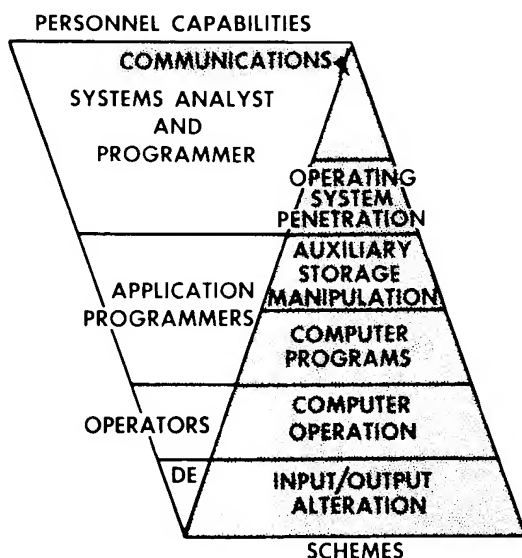 PERSONNEL CAPABILITIES
COMMUNICATIONS
SYSTEMS ANALYST
AND
PROGRAMMER
OPERATING
SYSTEM
PENETRATION
AUXILIARY
STORAGE
MANIPULATION
APPLICATION
PROGRAMMERS
COMPUTER
PROGRAMS
OPERATORS
COMPUTER
OPERATION
DE
INPUT/OUTPUT
ALTERATION
SCHEMES